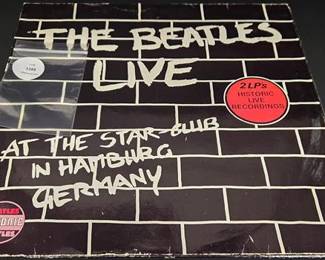 THE BEATLES
LIVE
2 LPs
HISTORIC
LIVE
RECORDINGS
AT THE STAR-CLUB
IN HAMBURG
GERMANY